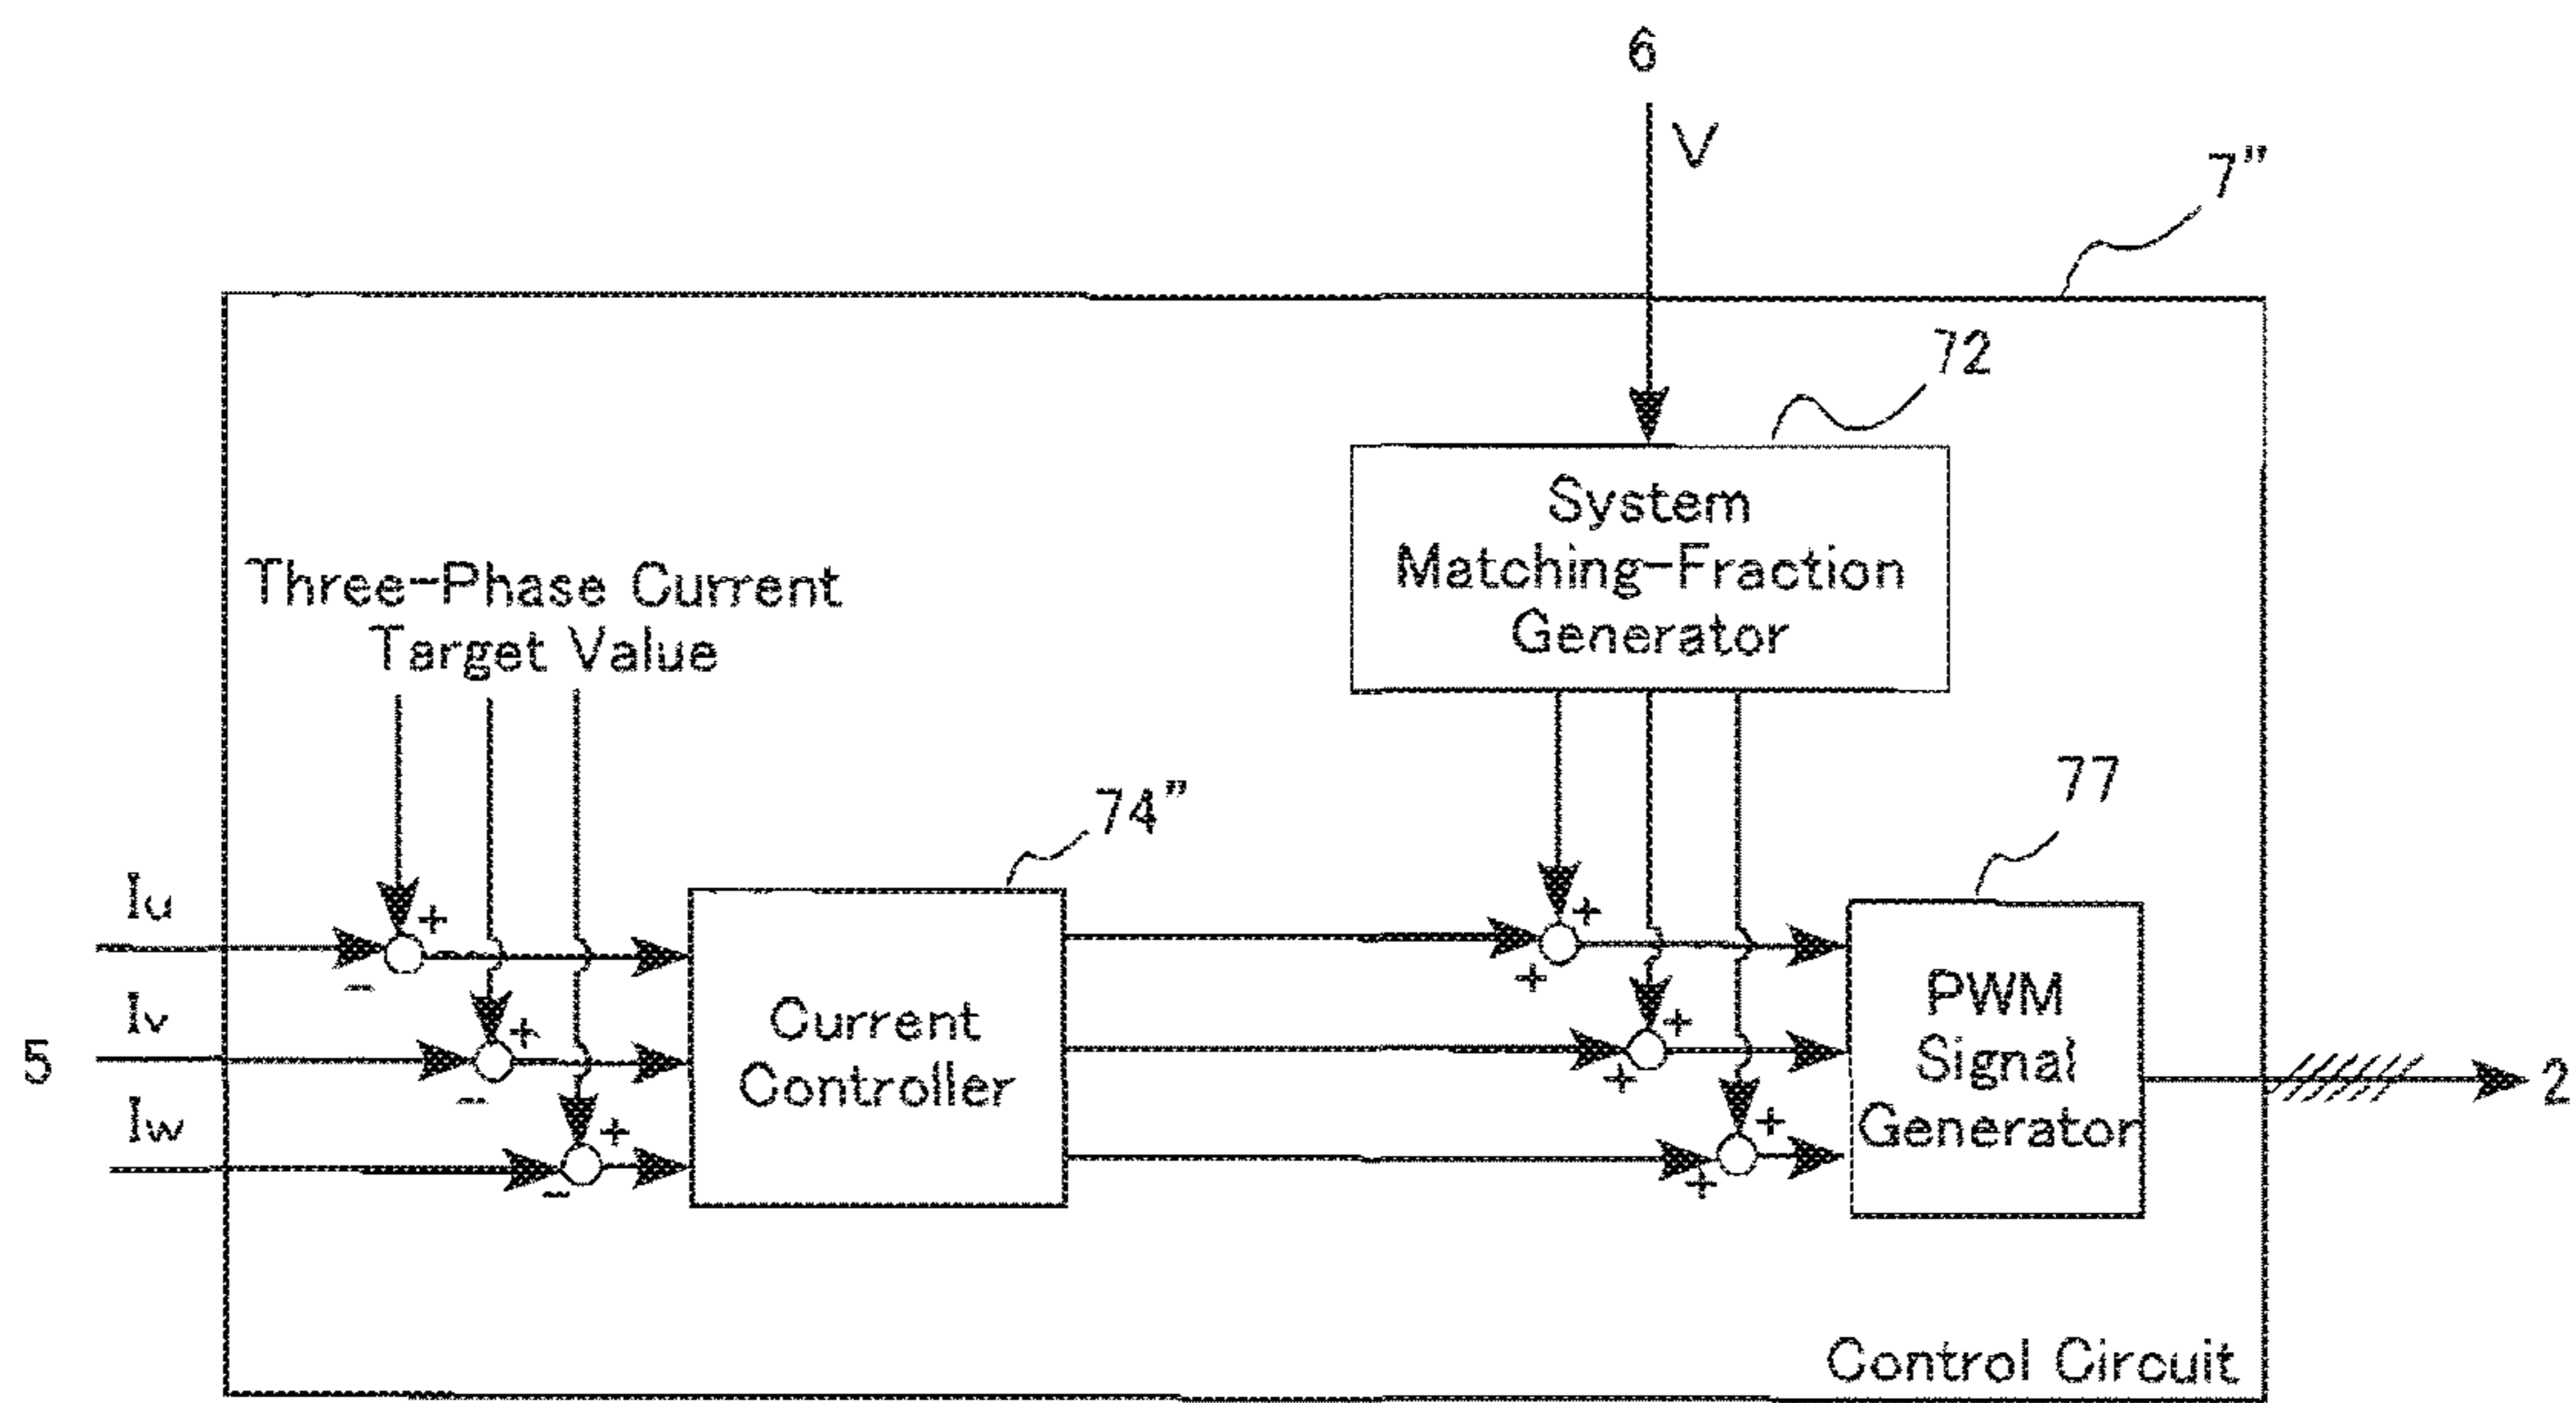 6
V
7”
72
System
Matching-Fraction
Generator
Three-Phase Current
Target Value
77
74”
Iu
+
+
+
-
Iv
+
+
Current
Controller
PWM
Signal
Generator
5
-
+
2
Iw
+
+
-
+
Control Circuit